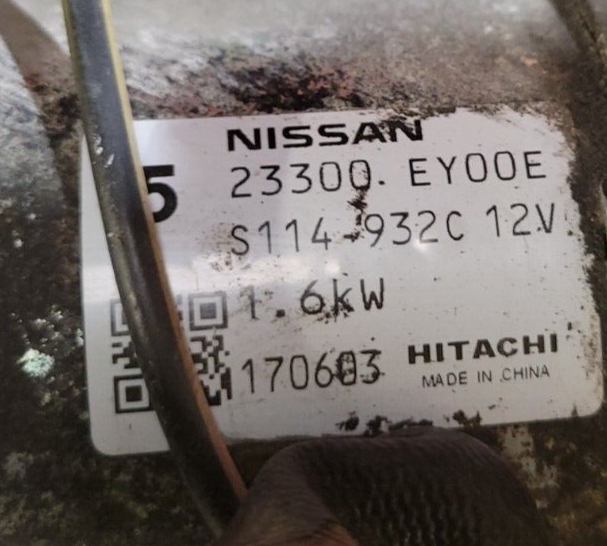 NISSAN
5
23300. EY00E
S114-932C 12V
1.6kW
170603
HITACHI
MADE IN CHINA